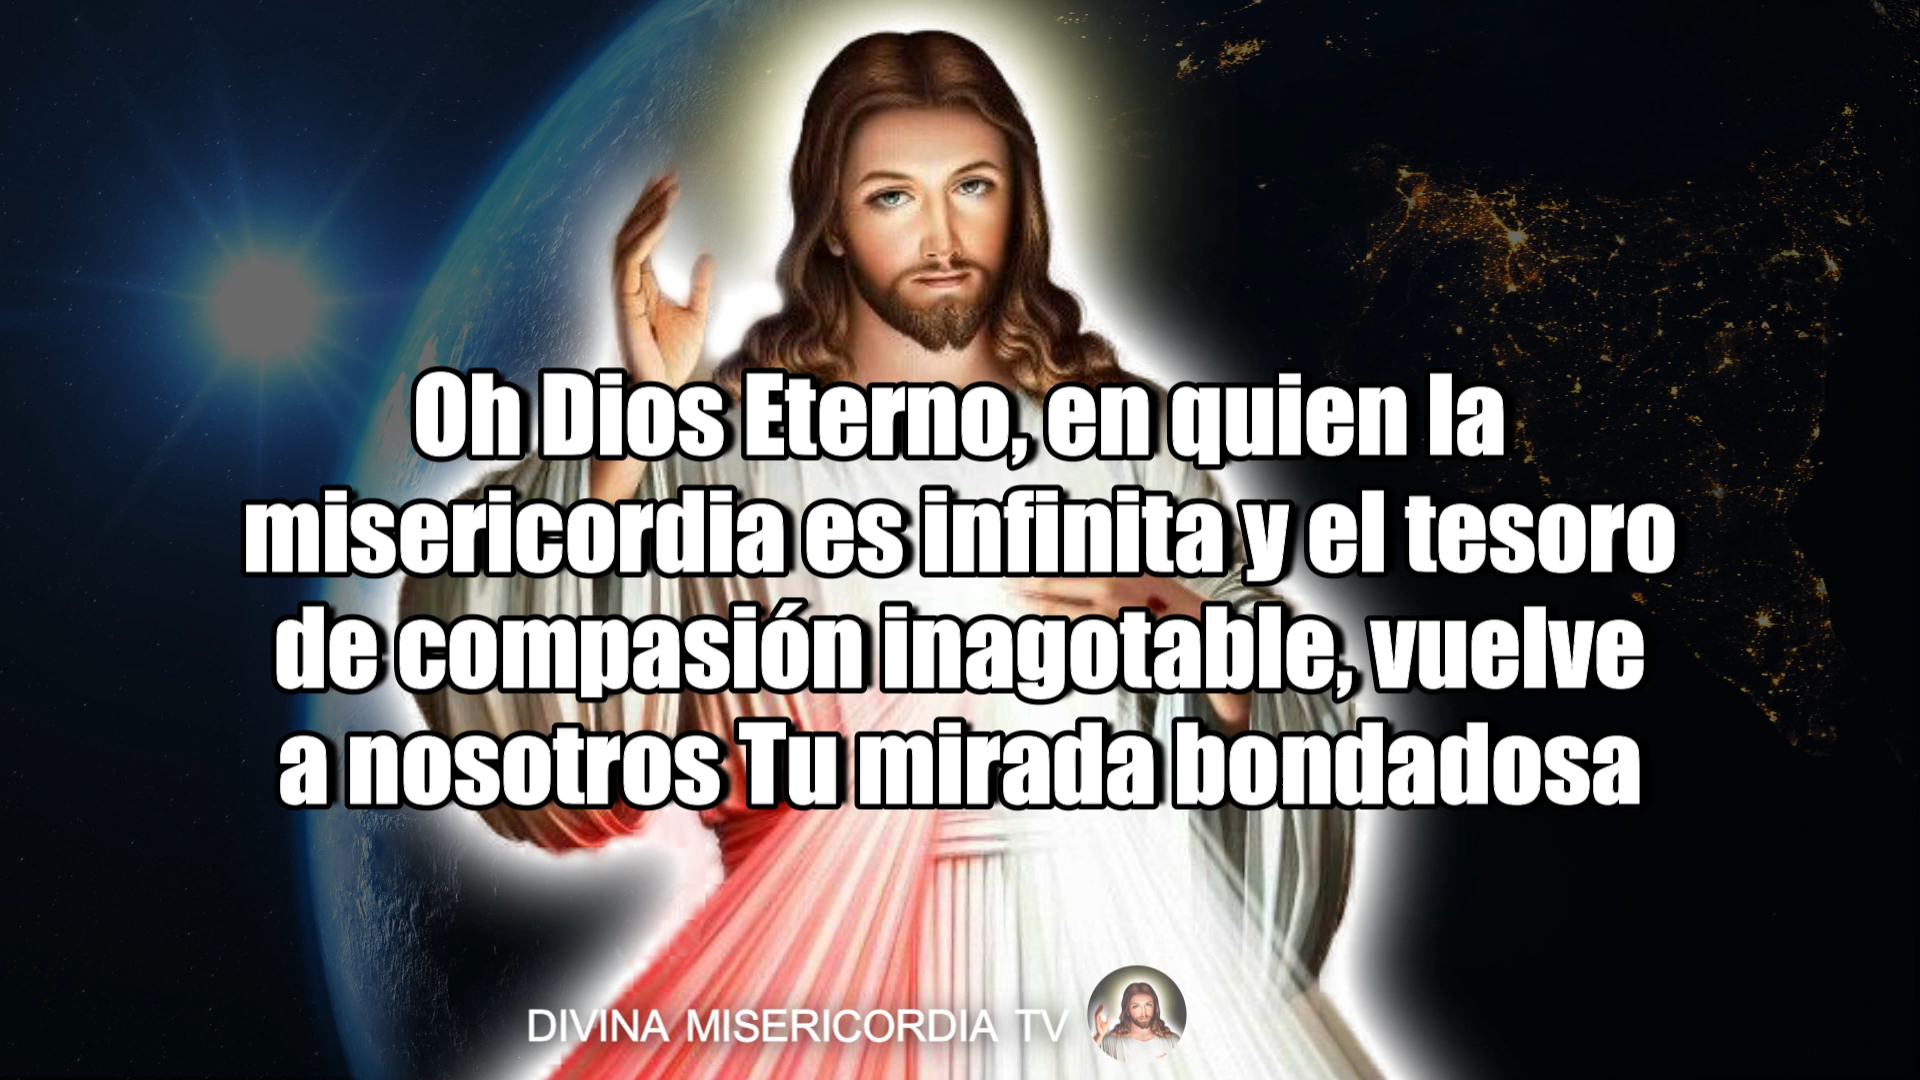 Oh Dios Eterno, en quien la
misericordia es infinita y el tesoro
de compasión inagotable, vuelve
a nosotros Tu mirada bondadosa
DIVINA MISERICORDIA TV